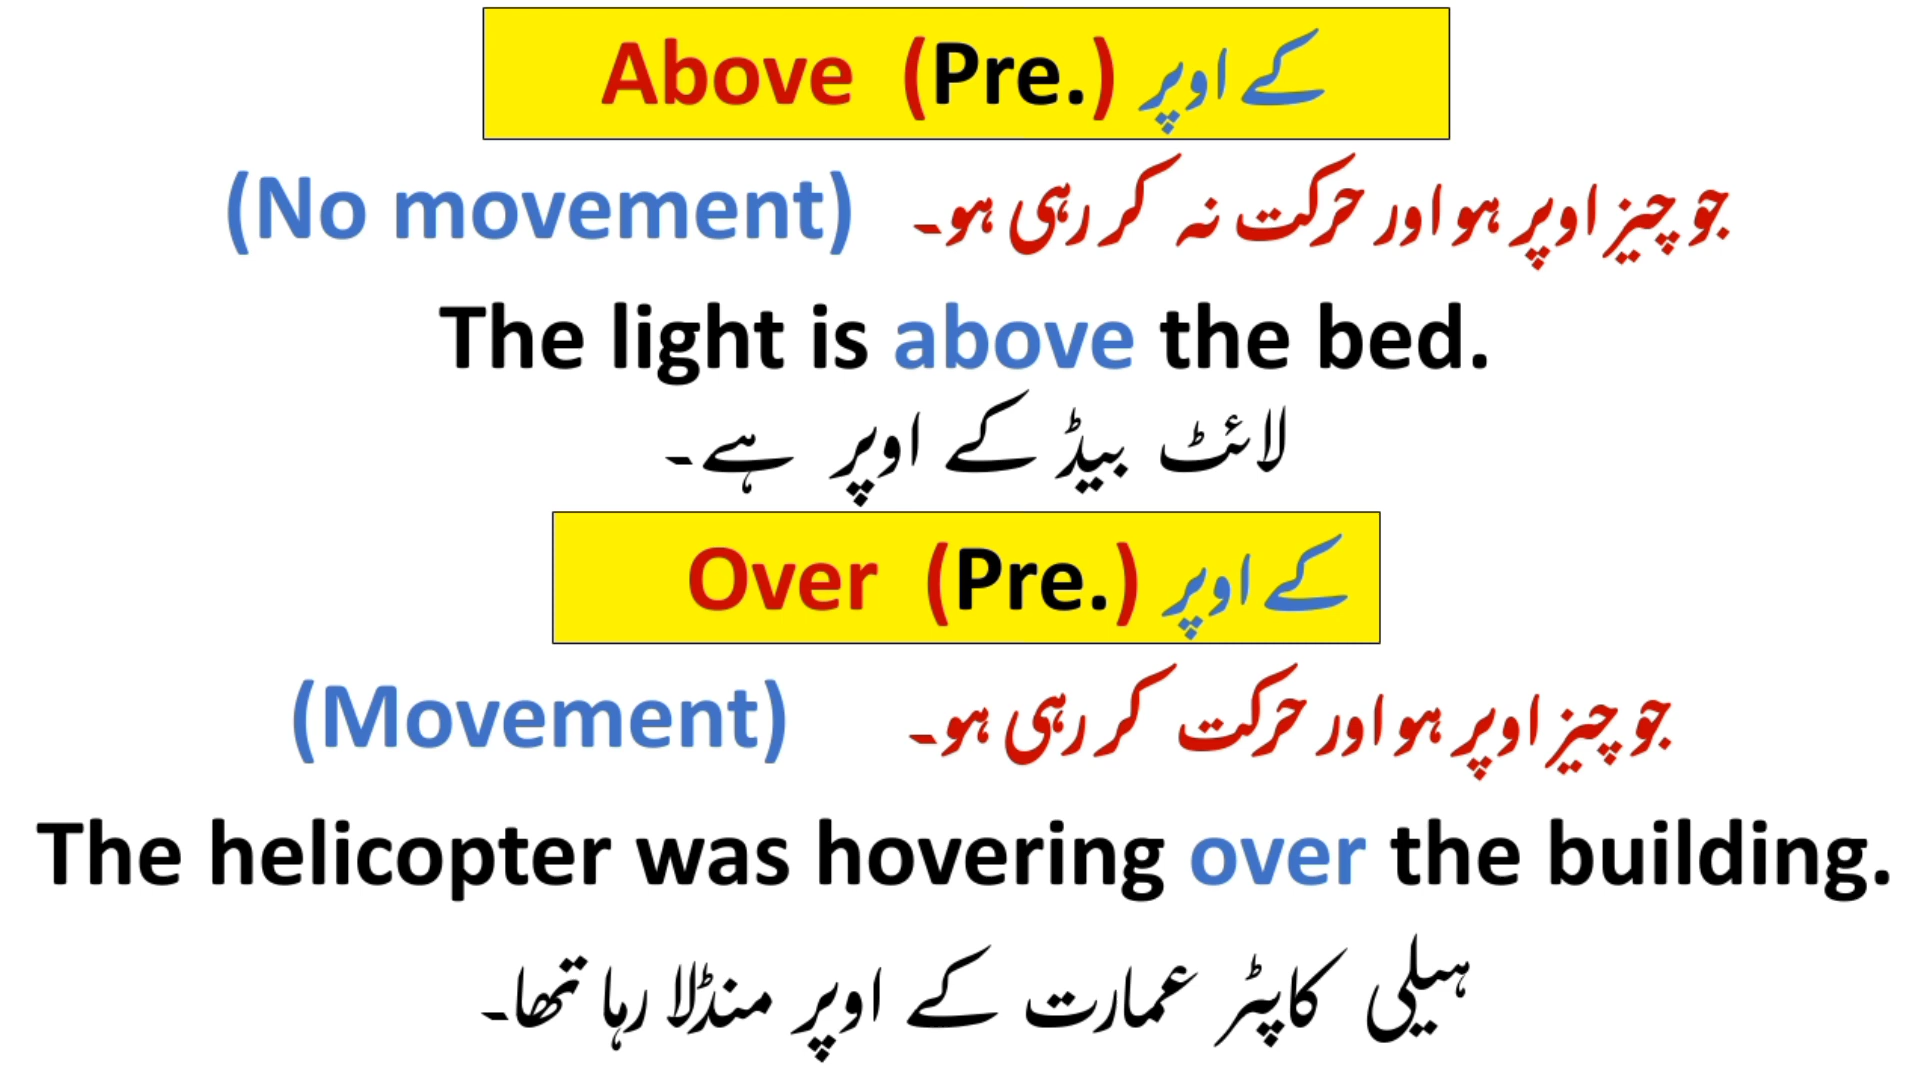 Above (Pre.) کے اوپر
(No movement) جو چیز اوپر ہو اور حرکت نہ کر رہی ہو۔
The light is above the bed.
لائٹ بیڈ کے اوپر ہے۔
Over (Pre.) کے اوپر
(Movement) جو چیز اوپر ہو اور حرکت کر رہی ہو۔
The helicopter was hovering over the building.
ہیلی کاپٹر عمارت کے اوپر منڈلا رہا تھا۔